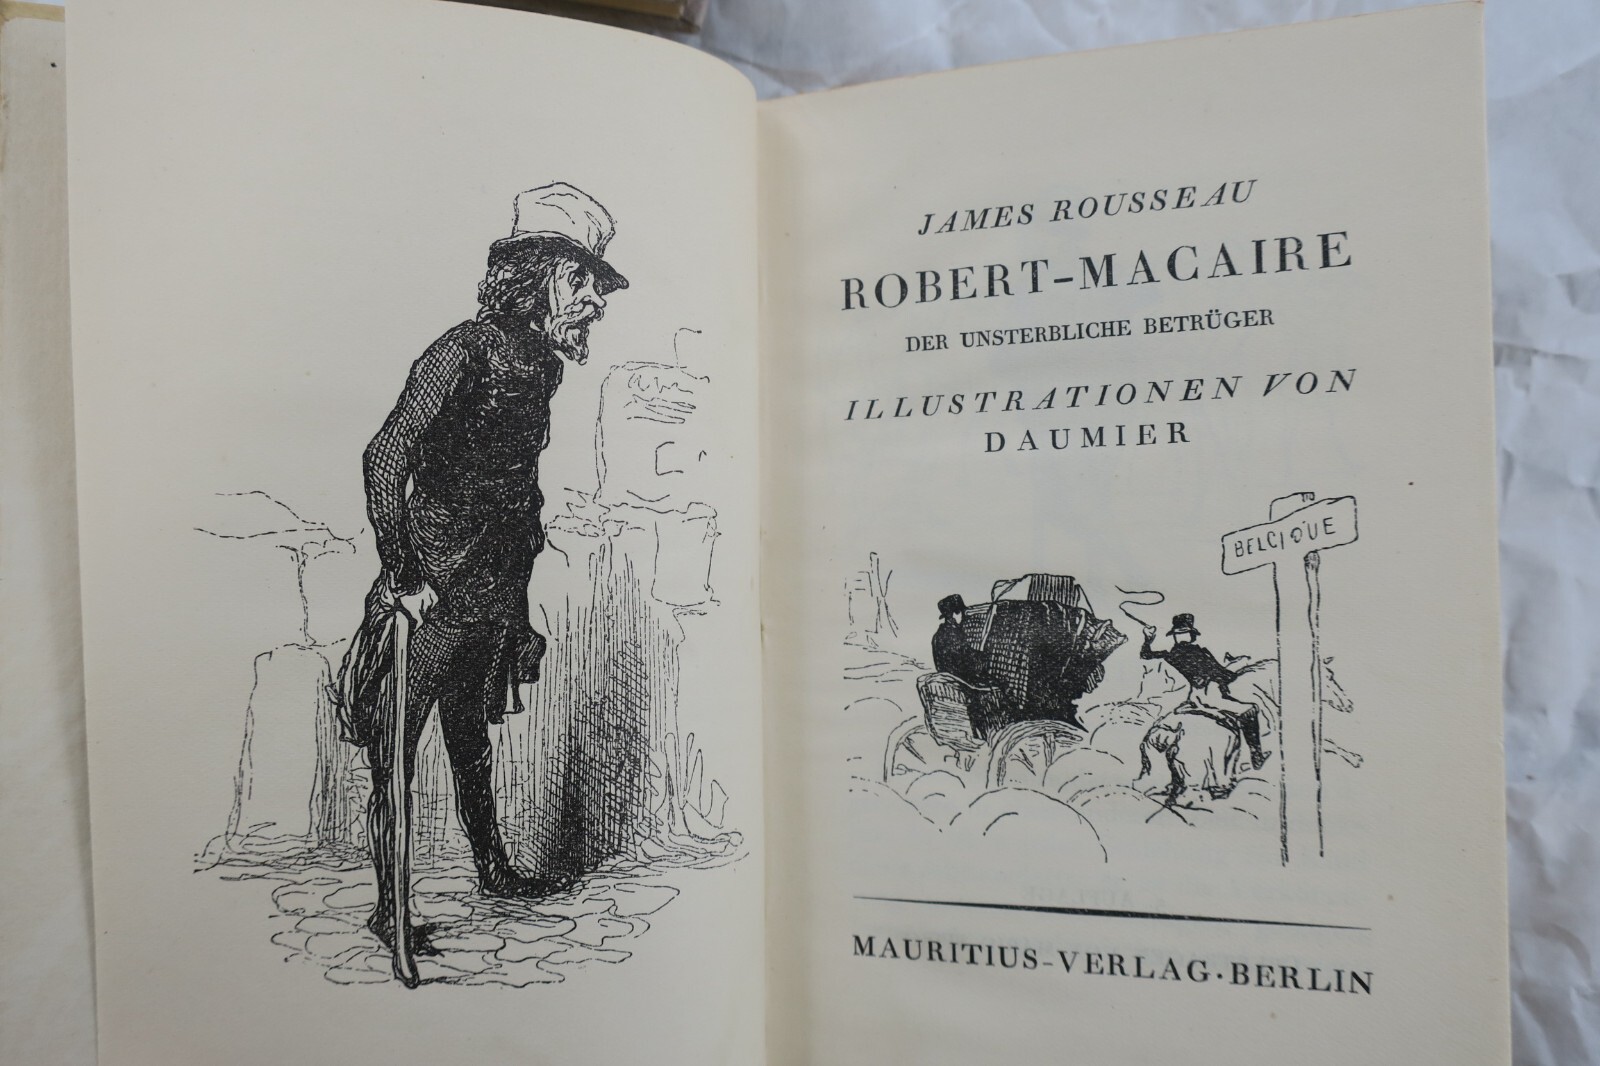 JAMES ROUSSEAU
ROBERT-MACAIRE
DER UNSTERBLICHE BETRÜGER
ILLUSTRATIONEN VON
DAUMIER
BELGIQUE
MAURITIUS-VERLAG·BERLIN